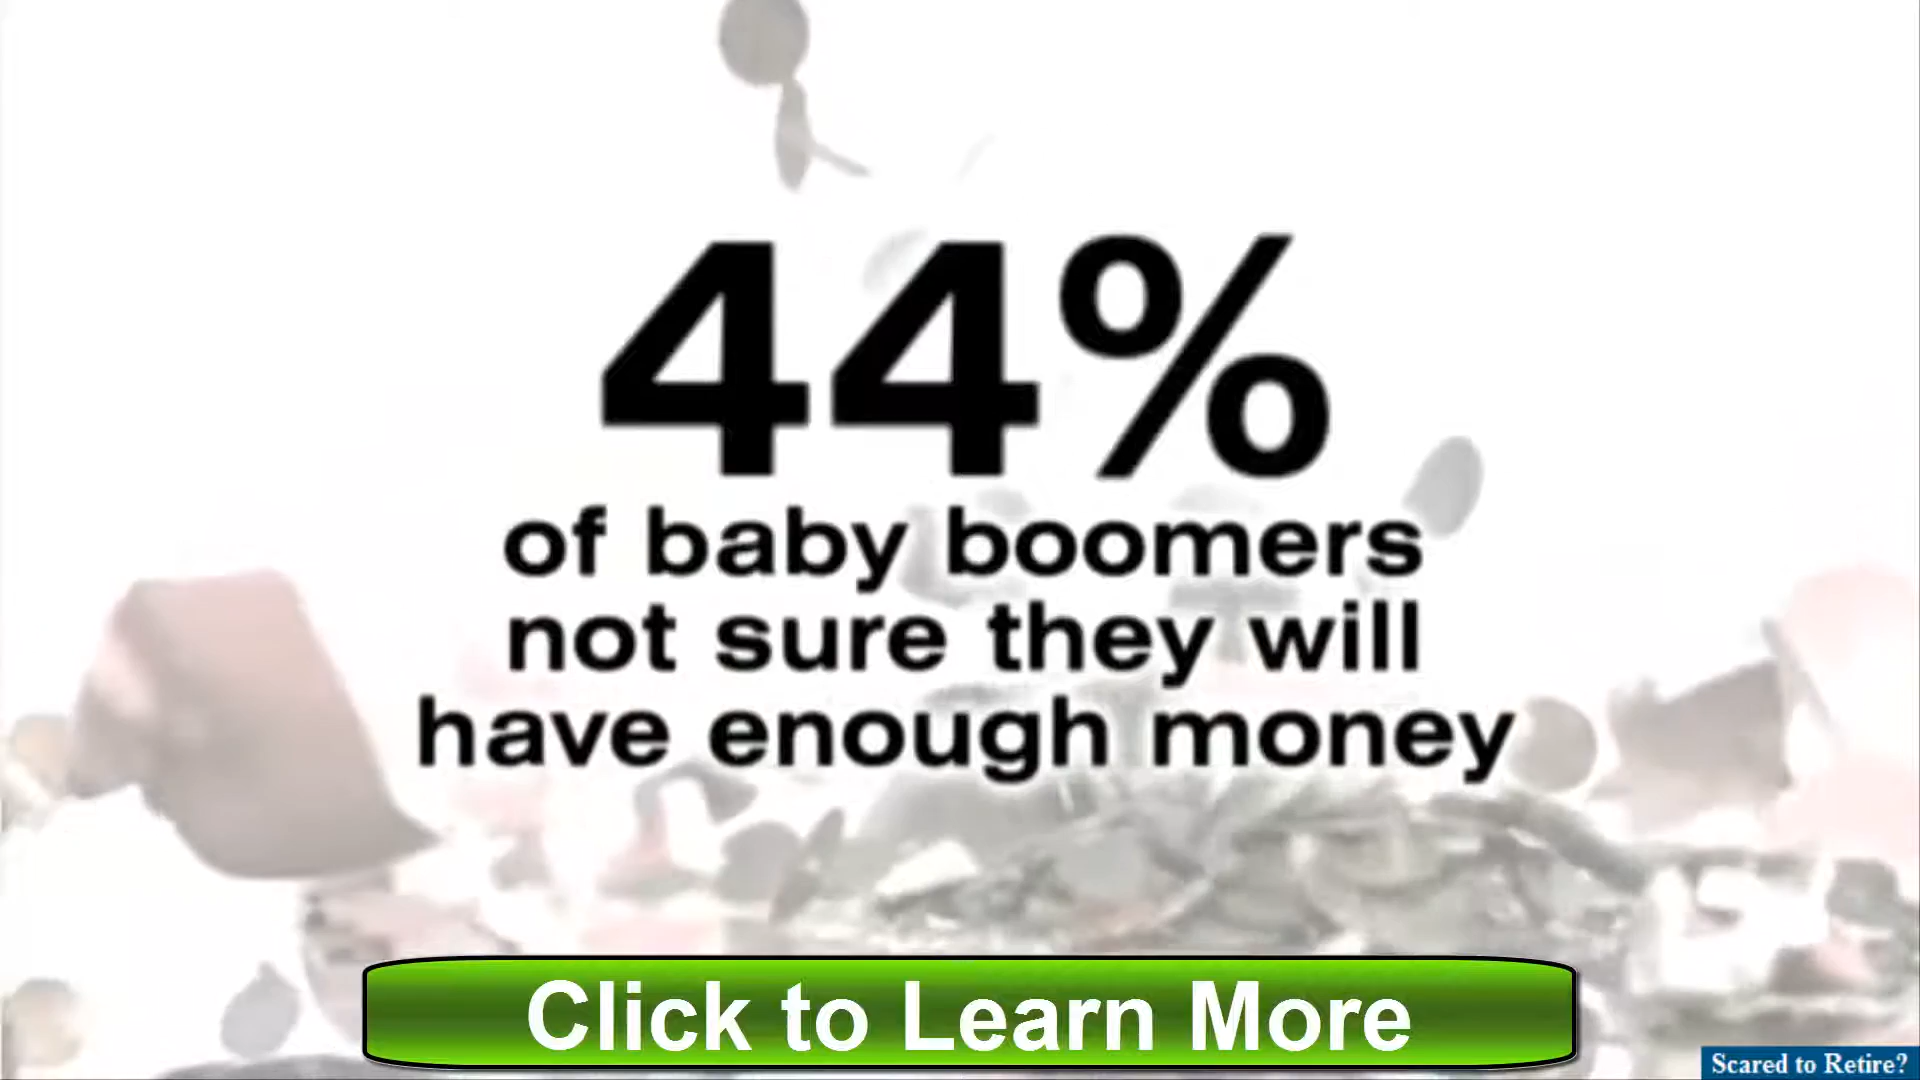 44%
of baby boomers
not sure they will
have enough money
Click to Learn More
Scared to Retire?